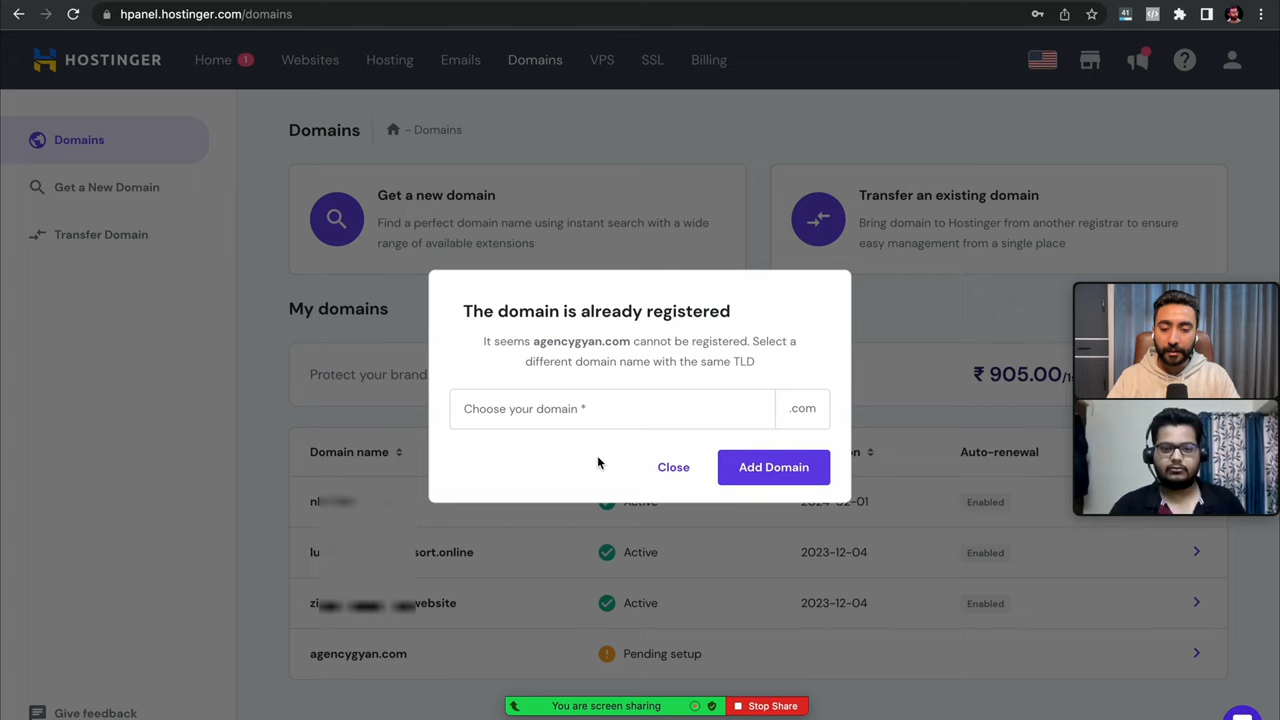 hpanel.hostinger.com/domains
41
HOSTINGER
Home 1
Websites
Hosting
Emails
Domains
VPS
SSL
Billing
Domains
Get a New Domain
Transfer Domain
Domains
- Domains
Get a new domain
Find a perfect domain name using instant search with a wide
range of available extensions
Transfer an existing domain
Bring domain to Hostinger from another registrar to ensure
easy management from a single place
My domains
Protect your brand
₹ 905.00
The domain is already registered
It seems agencygyan.com cannot be registered. Select a
different domain name with the same TLD
Choose your domain *
.com
Close
Add Domain
Domain name
Auto-renewal
Active
2024-02-01
Enabled
sort.online
Active
2023-12-04
Enabled
website
Active
2023-12-04
Enabled
agencygyan.com
Pending setup
Give feedback
You are screen sharing
Stop Share